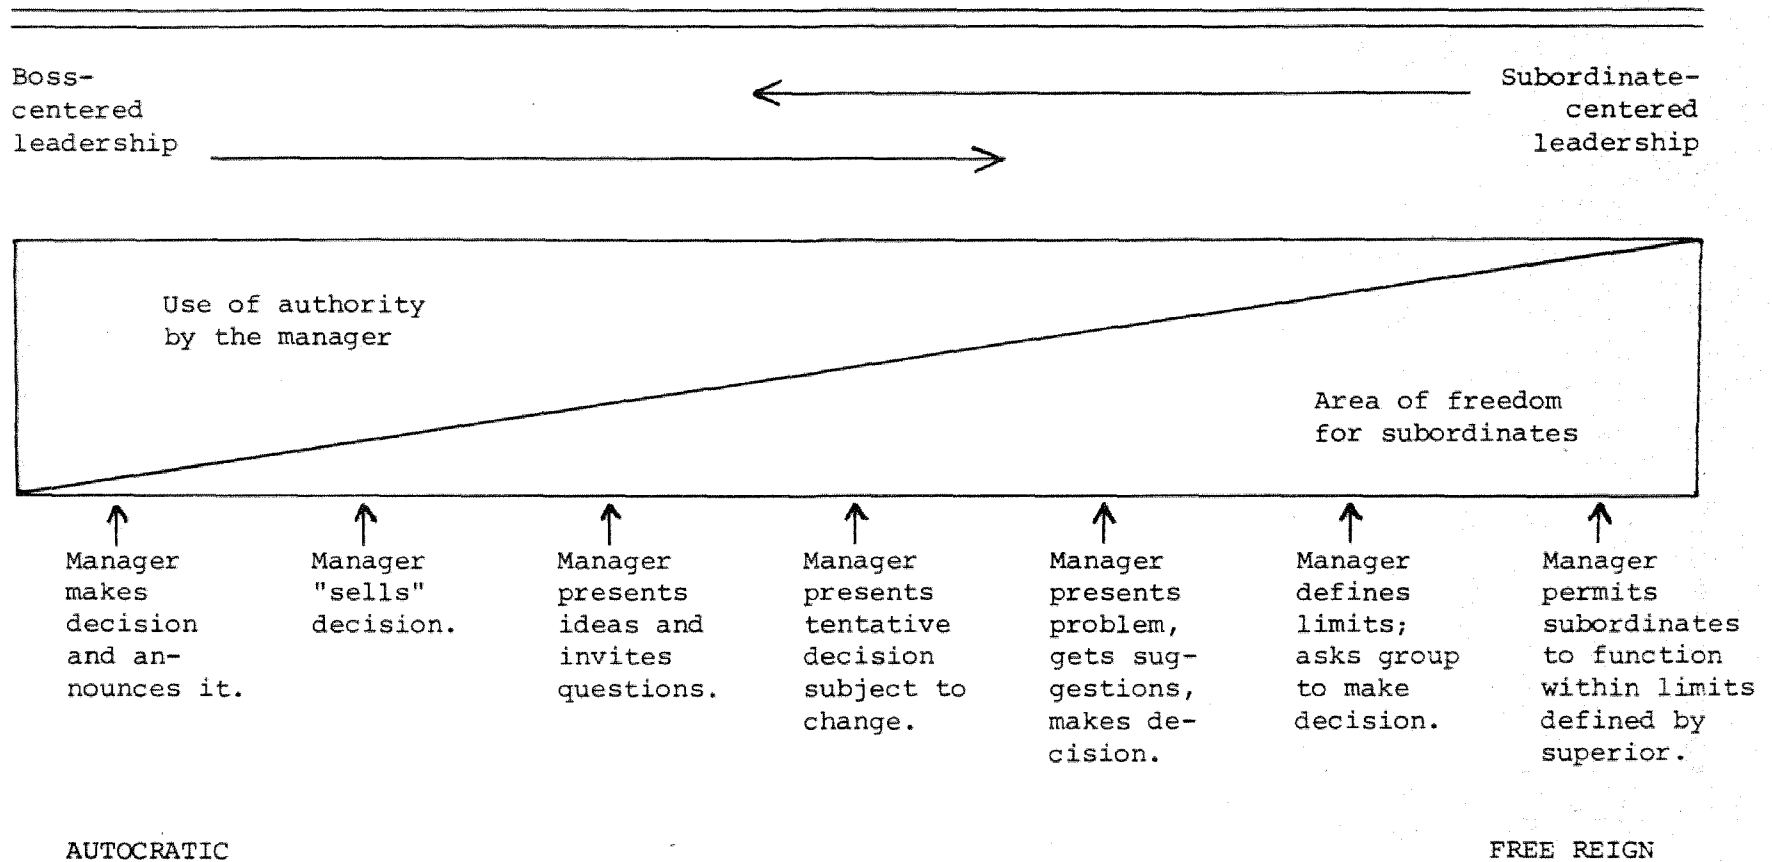 Boss-
centered
leadership
Subordinate-
centered
leadership
Use of authority
by the manager
Area of freedom
for subordinates
Manager
makes
decision
and an-
nounces it.
Manager
"sells"
decision.
Manager
presents
ideas and
invites
questions.
Manager
presents
tentative
decision
subject to
change.
Manager
presents
problem,
gets sug-
gestions,
makes de-
cision.
Manager
defines
limits;
asks group
to make
decision.
Manager
permits
subordinates
to function
within limits
defined by
superior.
AUTOCRATIC
FREE REIGN